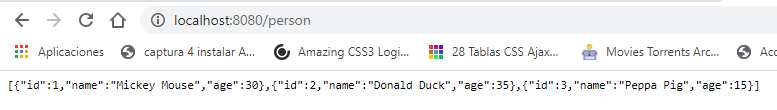 localhost:8080/person
Aplicaciones captura 4 instalar A... Amazing CSS3 Logi... 28 Tablas CSS Ajax... Movies Torrents Arc... Acc
[{"id":1,"name":"Mickey Mouse","age":30},{"id":2,"name":"Donald Duck","age":35},{"id":3,"name":"Peppa Pig","age":15}]